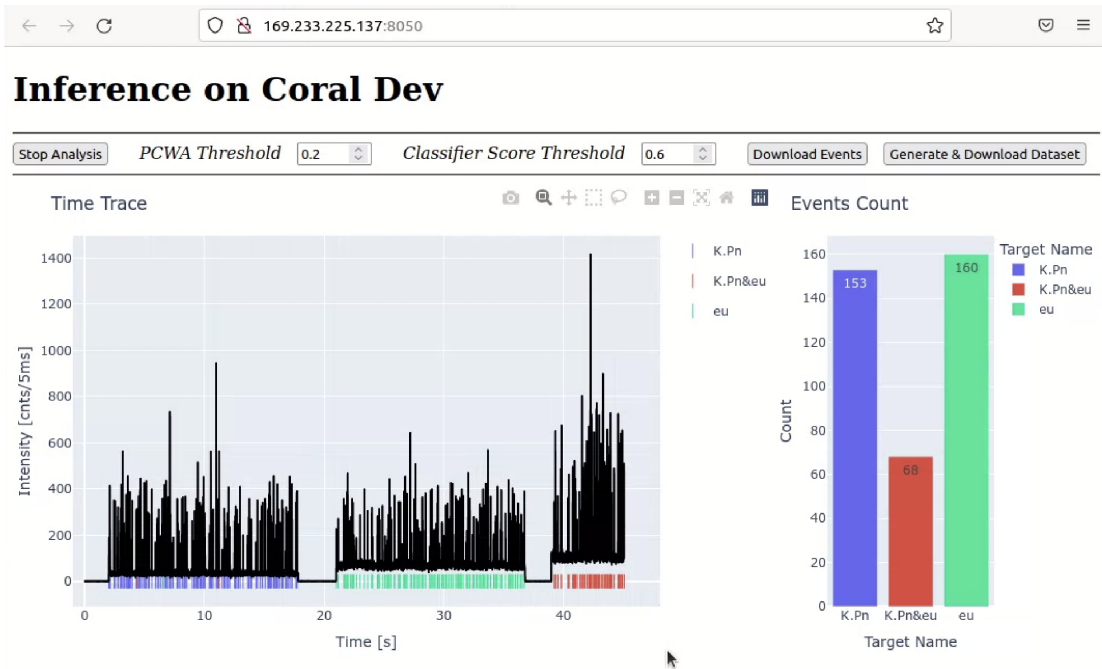 169.233.225.137:8050
Inference on Coral Dev
Stop Analysis PCWA Threshold 0.2 Classifier Score Threshold 0.6 Download Events Generate & Download Dataset
Time Trace
Events Count
K.Pn
K.Pn&eu
eu
Target Name
K.Pn
K.Pn&eu
eu
Intensity [cnts/5ms]
1400
1200
1000
800
600
400
200
0
0 10 20 30 40
Time [s]
Count
160
140
120
100
80
60
40
20
0
153
68
160
K.Pn K.Pn&eu eu
Target Name